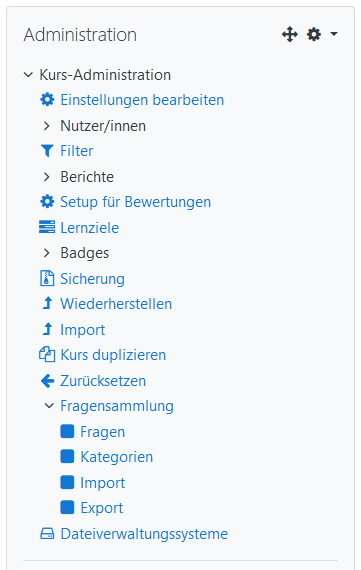 Administration
Kurs-Administration
Einstellungen bearbeiten
Nutzer/innen
Filter
Berichte
Setup für Bewertungen
Lernziele
Badges
Sicherung
Wiederherstellen
Import
Kurs duplizieren
Zurücksetzen
Fragensammlung
Fragen
Kategorien
Import
Export
Dateiverwaltungssysteme